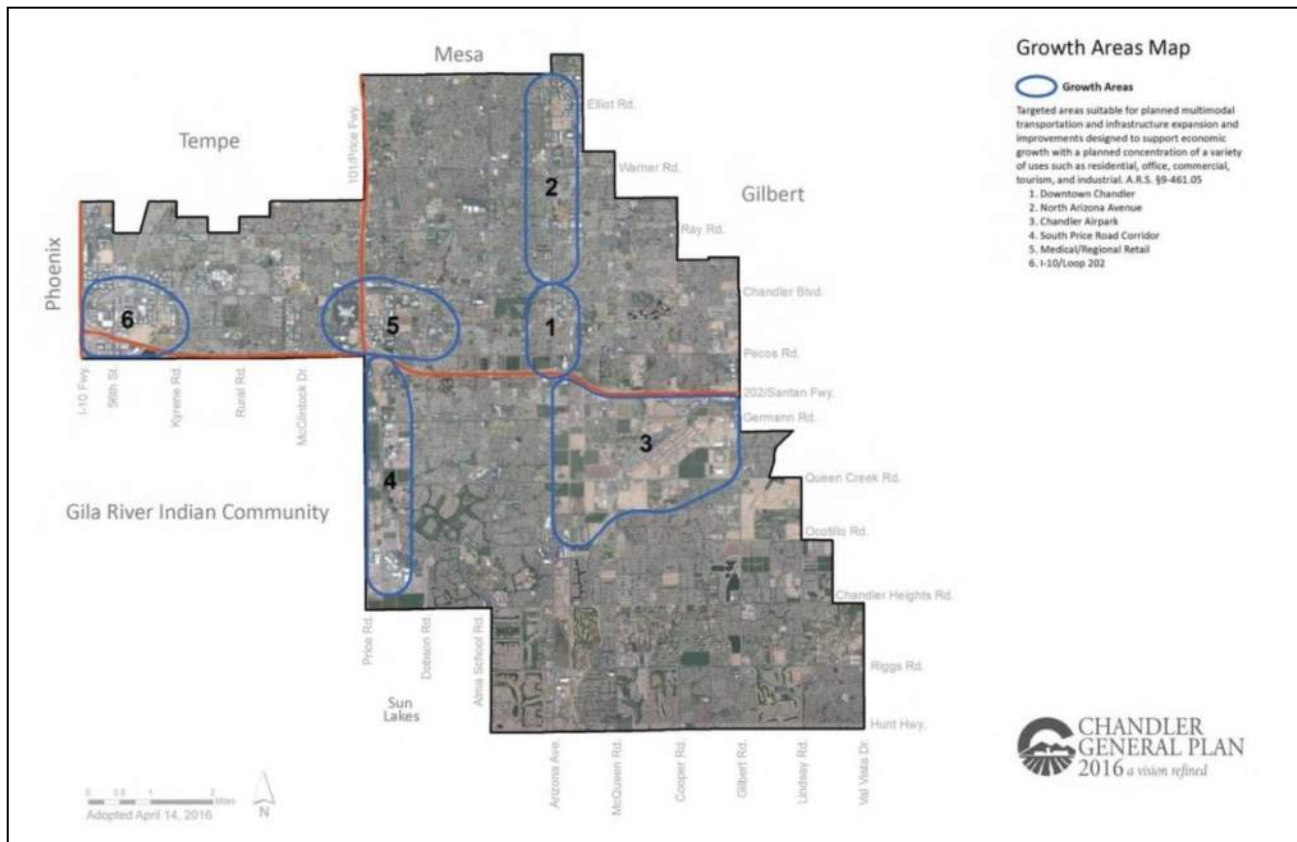 Growth Areas Map
Growth Areas
Targeted areas suitable for planned multimodal
transportation and infrastructure expansion and
improvements designed to support economic
growth with a planned concentration of a variety
of uses such as residential, office, commercial,
tourism, and industrial. A.R.S. §9-461.05
1. Downtown Chandler
2. North Arizona Avenue
3. Chandler Airpark
4. South Price Road Corridor
5. Medical/Regional Retail
6. I-10/Loop 202
Mesa
Tempe
Gilbert
Phoenix
Gila River Indian Community
Sun
Lakes
101/Price Fwy.
Elliot Rd.
Warner Rd.
Ray Rd.
Chandler Blvd.
Pecos Rd.
202/Santan Fwy.
Germann Rd.
Queen Creek Rd.
Ocotillo Rd.
Chandler Heights Rd.
Riggs Rd.
Hunt Hwy.
I-10 Fwy.
56th St.
Kyrene Rd.
Rural Rd.
McClintock Dr.
Price Rd.
Dobson Rd.
Alma School Rd.
Arizona Ave.
McQueen Rd.
Cooper Rd.
Gilbert Rd.
Lindsay Rd.
Val Vista Dr.
2
6
5
1
3
4
0 0.5 1 2
Miles
Adopted April 14, 2016
N
CHANDLER
GENERAL PLAN
2016 a vision refined